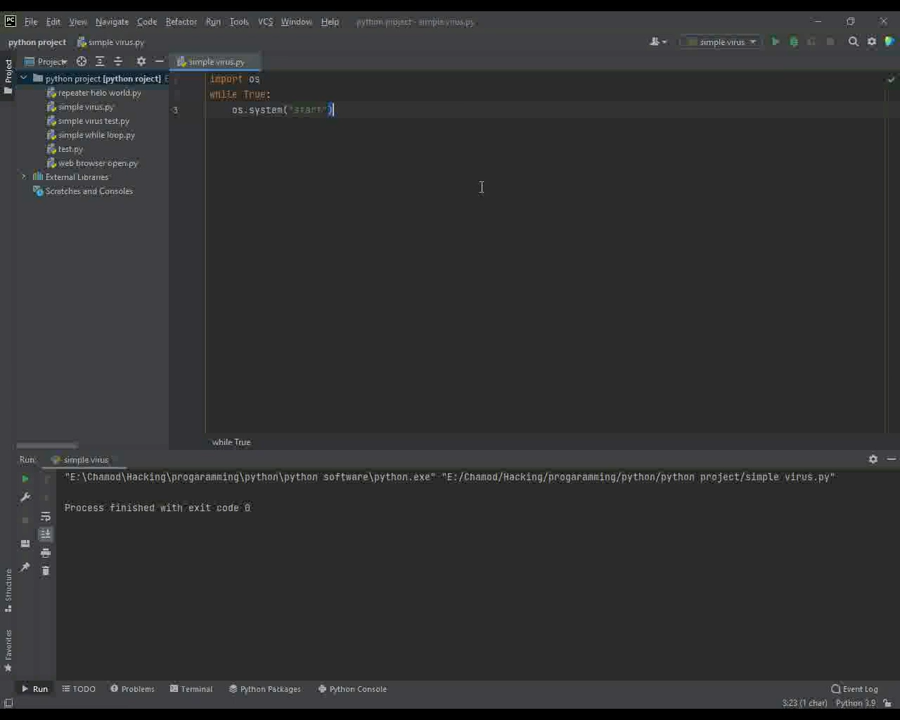 PC File Edit View Navigate Code Refactor Run Tools VCS Window Help python project - simple virus.py
python project simple virus.py simple virus
Project
Project simple virus.py
python project [python roject] E
repeater helo world.py
simple virus.py
simple virus test.py
simple while loop.py
test.py
web browser open.py
External Libraries
Scratches and Consoles
import os
while True:
3 os.system("start")
while True
Run: simple virus
"E:\Chamod\Hacking\progaramming\python\python software\python.exe" "E:/Chamod/Hacking/progaramming/python/python project/simple virus.py"
Process finished with exit code 0
Structure
Favorites
Run TODO Problems Terminal Python Packages Python Console Event Log
3:23 (1 char) Python 3.9